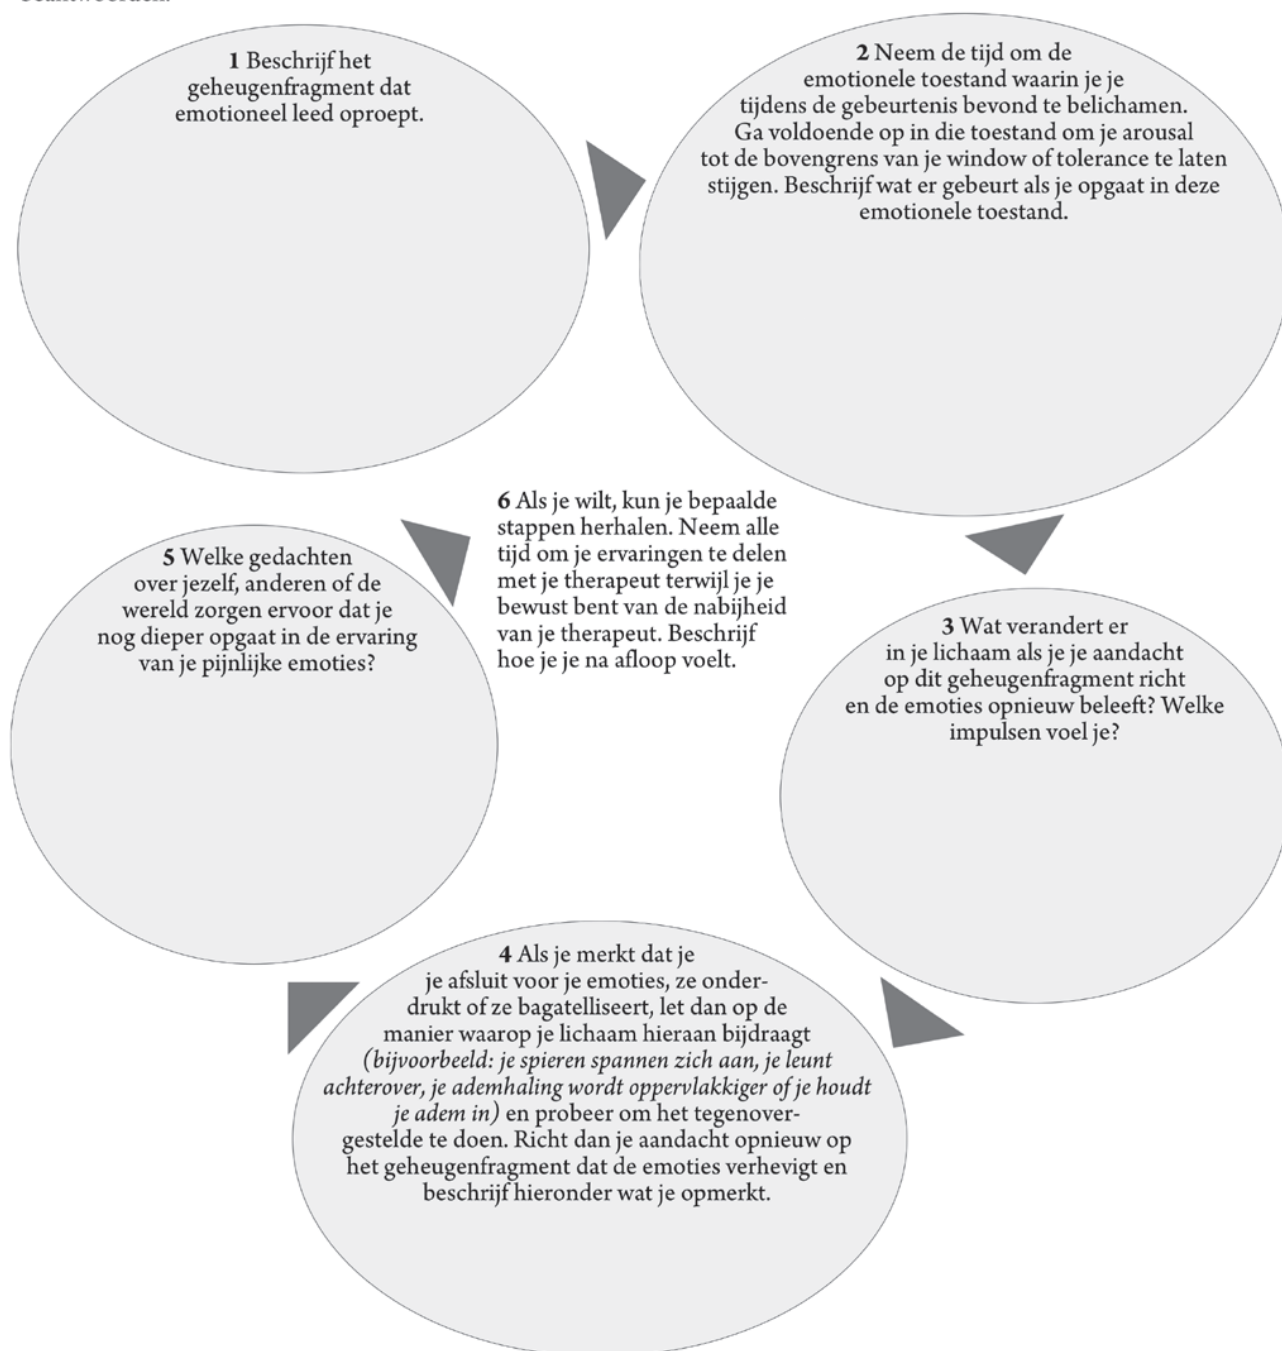 1 Beschrijf het
geheugenfragment dat
emotioneel leed oproept.
2 Neem de tijd om de
emotionele toestand waarin je je
tijdens de gebeurtenis bevond te belichamen.
Ga voldoende op in die toestand om je arousal
tot de bovengrens van je window of tolerance te laten
stijgen. Beschrijf wat er gebeurt als je opgaat in deze
emotionele toestand.
3 Wat verandert er
in je lichaam als je je aandacht
op dit geheugenfragment richt
en de emoties opnieuw beleeft? Welke
impulsen voel je?
4 Als je merkt dat je
je afsluit voor je emoties, ze onder-
drukt of ze bagatelliseert, let dan op de
manier waarop je lichaam hieraan bijdraagt
(bijvoorbeeld: je spieren spannen zich aan, je leunt
achterover, je ademhaling wordt oppervlakkiger of je houdt
je adem in) en probeer om het tegenover-
gestelde te doen. Richt dan je aandacht opnieuw op
het geheugenfragment dat de emoties verhevigt en
beschrijf hieronder wat je opmerkt.
5 Welke gedachten
over jezelf, anderen of de
wereld zorgen ervoor dat je
nog dieper opgaat in de ervaring
van je pijnlijke emoties?
6 Als je wilt, kun je bepaalde
stappen herhalen. Neem alle
tijd om je ervaringen te delen
met je therapeut terwijl je je
bewust bent van de nabijheid
van je therapeut. Beschrijf
hoe je je na afloop voelt.